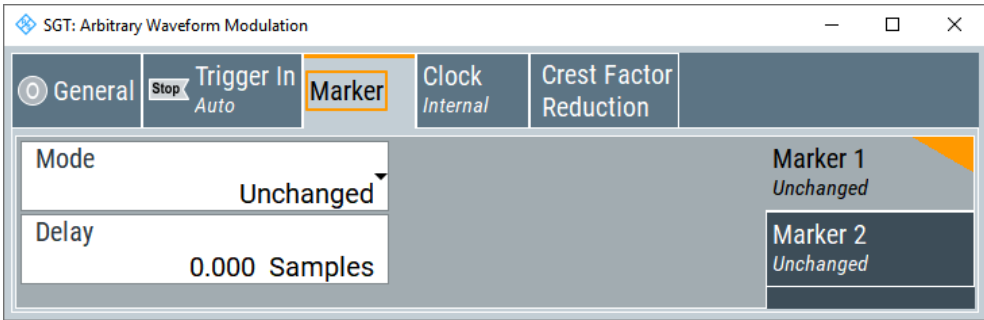 SGT: Arbitrary Waveform Modulation
General
Stop
Trigger In
Auto
Marker
Clock
Internal
Crest Factor
Reduction
Mode
Unchanged
Delay
0.000 Samples
Marker 1
Unchanged
Marker 2
Unchanged